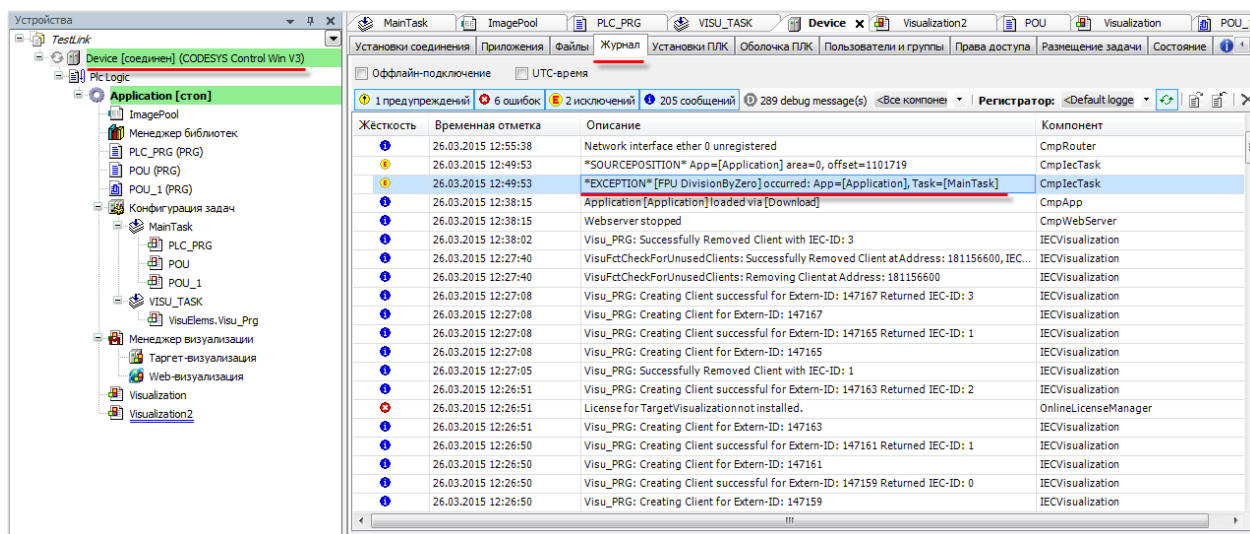 Устройства
TestLink
Device [соединен] (CODESYS Control Win V3)
Plc Logic
Application [стоп]
ImagePool
Менеджер библиотек
PLC_PRG (PRG)
POU (PRG)
POU_1 (PRG)
Конфигурация задач
MainTask
PLC_PRG
POU
POU_1
VISU_TASK
VisuElems.Visu_Prg
Менеджер визуализации
Таргет-визуализация
Web-визуализация
Visualization
Visualization2
MainTask ImagePool PLC_PRG VISU_TASK Device Visualization2 POU Visualization POU_
Установки соединения Приложения Файлы Журнал Установки ПЛК Оболочка ПЛК Пользователи и группы Права доступа Размещение задачи Состояние
Оффлайн-подключение UTC-время
1 предупреждений 6 ошибок 2 исключений 205 сообщений 289 debug message(s) <Все компонен Регистратор: <Default logge
Жёсткость Временная отметка Описание Компонент
26.03.2015 12:55:38 Network interface ether 0 unregistered CmpRouter
26.03.2015 12:49:53 *SOURCEPOSITION* App=[Application] area=0, offset=1101719 CmpIecTask
26.03.2015 12:49:53 *EXCEPTION* [FPU DivisionByZero] occurred: App=[Application], Task=[MainTask] CmpIecTask
26.03.2015 12:38:15 Application [Application] loaded via [Download] CmpApp
26.03.2015 12:38:15 Webserver stopped CmpWebServer
26.03.2015 12:38:02 Visu_PRG: Successfully Removed Client with IEC-ID: 3 IECVisualization
26.03.2015 12:27:40 VisuFctCheckForUnusedClients: Successfully Removed Client at Address: 181156600, IEC... IECVisualization
26.03.2015 12:27:40 VisuFctCheckForUnusedClients: Removing Client at Address: 181156600 IECVisualization
26.03.2015 12:27:08 Visu_PRG: Creating Client successful for Extern-ID: 147167 Returned IEC-ID: 3 IECVisualization
26.03.2015 12:27:08 Visu_PRG: Creating Client for Extern-ID: 147167 IECVisualization
26.03.2015 12:27:08 Visu_PRG: Creating Client successful for Extern-ID: 147165 Returned IEC-ID: 1 IECVisualization
26.03.2015 12:27:08 Visu_PRG: Creating Client for Extern-ID: 147165 IECVisualization
26.03.2015 12:27:05 Visu_PRG: Successfully Removed Client with IEC-ID: 1 IECVisualization
26.03.2015 12:26:51 Visu_PRG: Creating Client successful for Extern-ID: 147163 Returned IEC-ID: 2 IECVisualization
26.03.2015 12:26:51 License for TargetVisualization not installed. OnlineLicenseManager
26.03.2015 12:26:51 Visu_PRG: Creating Client for Extern-ID: 147163 IECVisualization
26.03.2015 12:26:50 Visu_PRG: Creating Client successful for Extern-ID: 147161 Returned IEC-ID: 1 IECVisualization
26.03.2015 12:26:50 Visu_PRG: Creating Client for Extern-ID: 147161 IECVisualization
26.03.2015 12:26:50 Visu_PRG: Creating Client successful for Extern-ID: 147159 Returned IEC-ID: 0 IECVisualization
26.03.2015 12:26:50 Visu_PRG: Creating Client for Extern-ID: 147159 IECVisualization